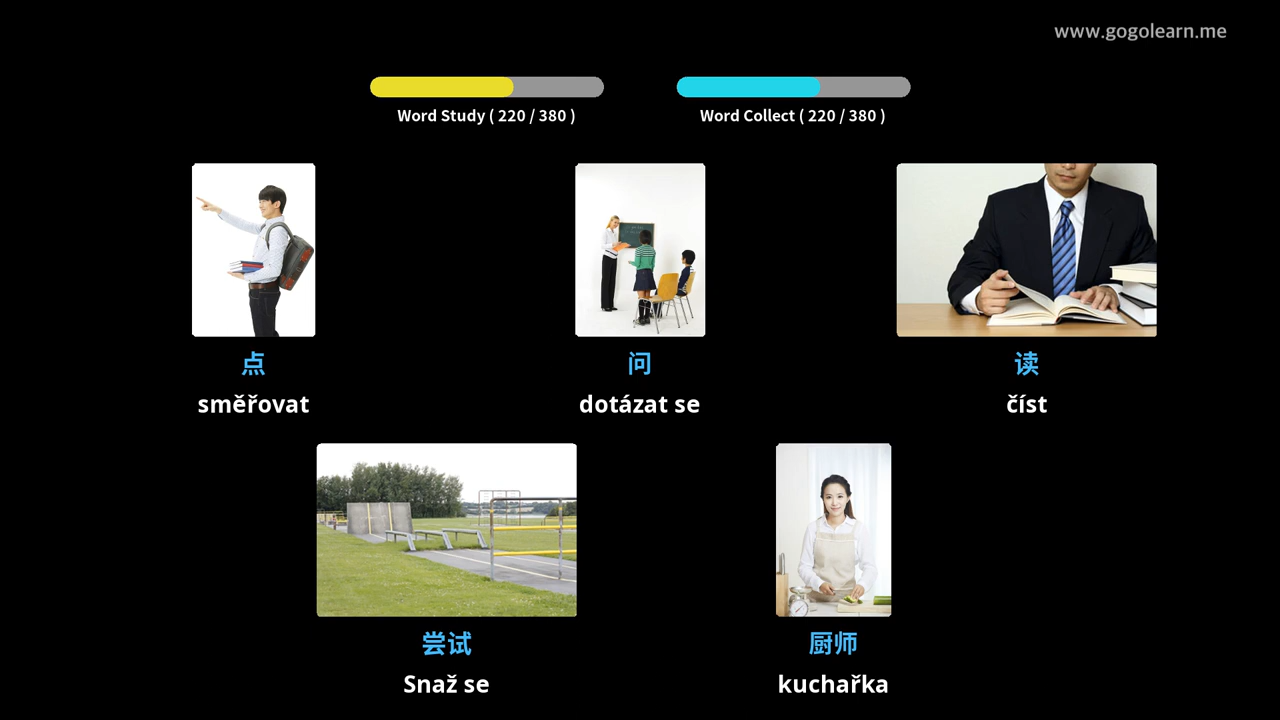 www.gogolearn.me
Word Study ( 220 / 380 )
Word Collect ( 220 / 380 )
点
问
读
směřovat
dotázat se
číst
尝试
厨师
Snaž se
kuchařka